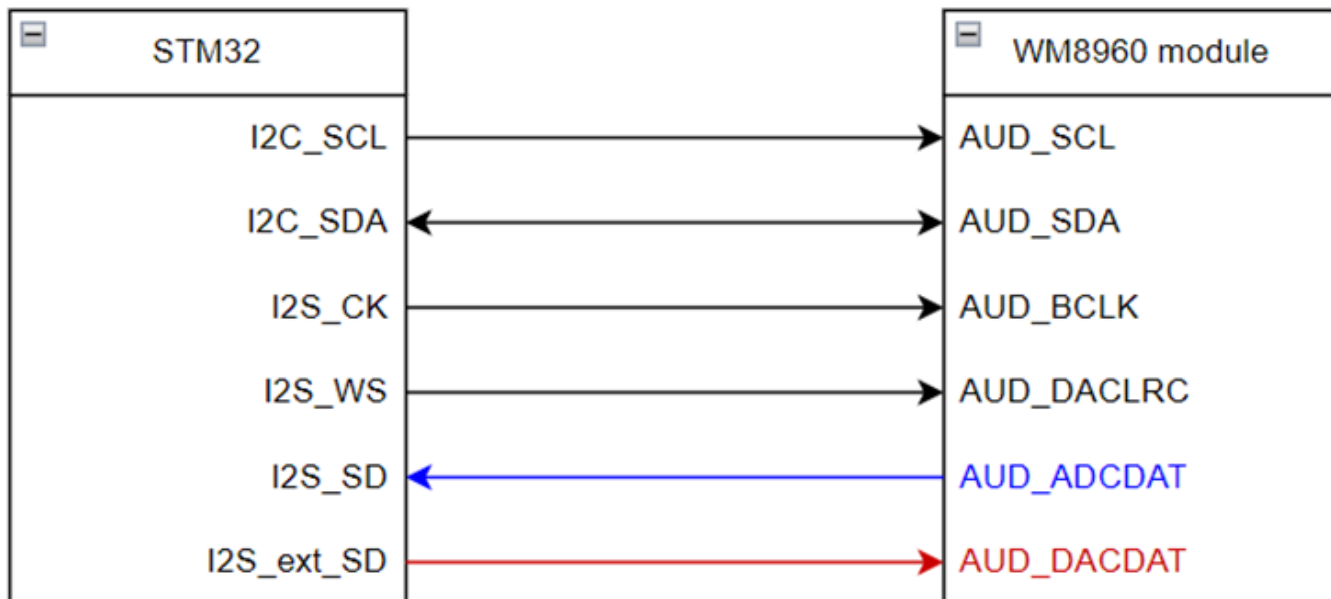 STM32
WM8960 module
I2C_SCL
AUD_SCL
I2C_SDA
AUD_SDA
I2S_CK
AUD_BCLK
I2S_WS
AUD_DACLRC
I2S_SD
AUD_ADCDAT
I2S_ext_SD
AUD_DACDAT